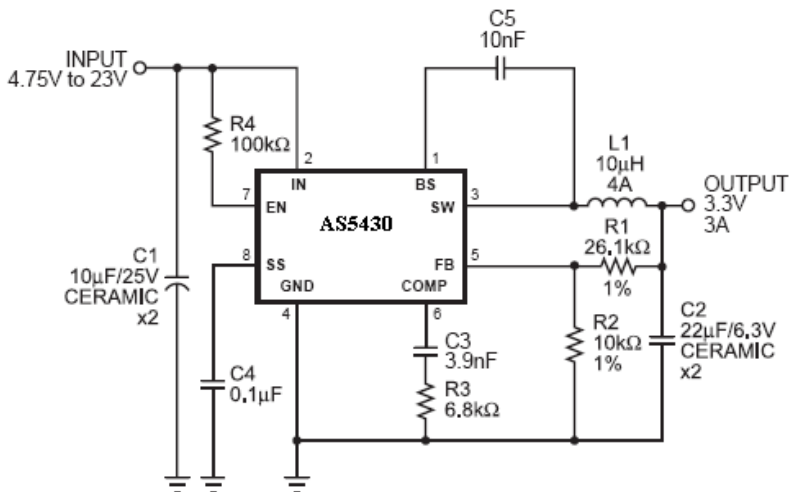 C5
10nF
INPUT
4.75V to 23V
R4
100kΩ
2
1
L1
10µH
4A
IN
BS
7
EN
SW
3
OUTPUT
3.3V
3A
AS5430
R1
26.1kΩ
1%
8
SS
FB
5
C1
10µF/25V
CERAMIC
x2
GND
COMP
4
6
C2
22µF/6.3V
CERAMIC
x2
R2
10kΩ
1%
C3
3.9nF
C4
0.1µF
R3
6.8kΩ